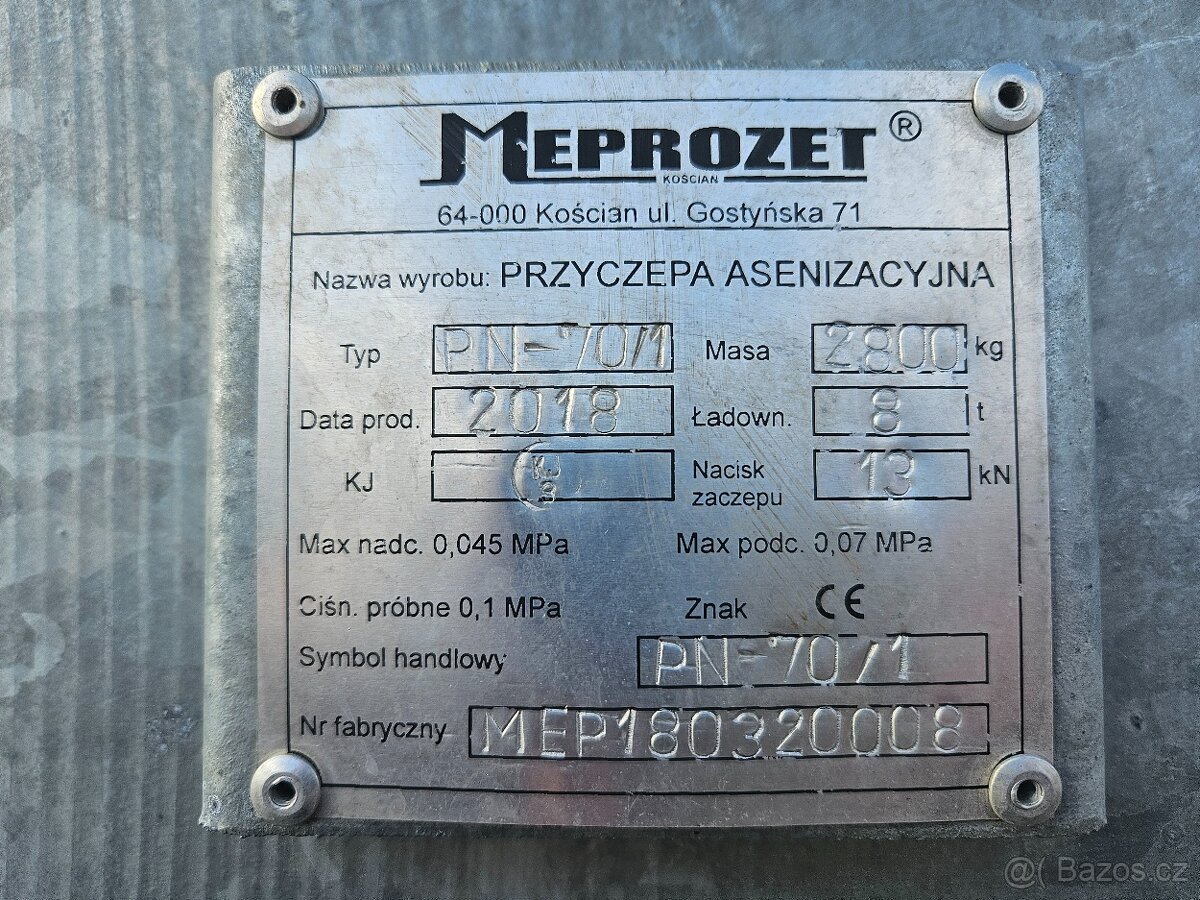 MEPROZET®
KOŚCIAN
64-000 Kościan ul. Gostyńska 71
Nazwa wyrobu: PRZYCZEPA ASENIZACYJNA
Typ PN-70/1 Masa 2800 kg
Data prod. 2018 Ładown. 8 t
KJ KJ 3 Nacisk zaczepu 13 kN
Max nadc. 0,045 MPa Max podc. 0,07 MPa
Ciśn. próbne 0,1 MPa Znak CE
Symbol handlowy PN-70/1
Nr fabryczny MEP180320008
@( Bazos.cz